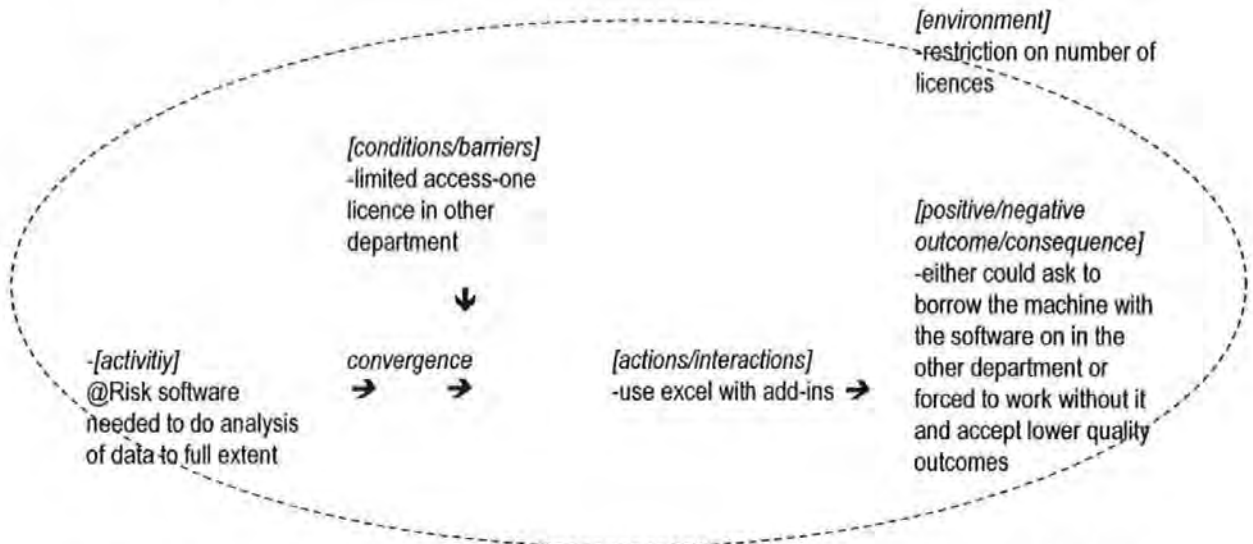 [environment]
-restriction on number of
licences
[conditions/barriers]
-limited access-one
licence in other
department
[positive/negative
outcome/consequence]
-either could ask to
borrow the machine with
the software on in the
other department or
forced to work without it
and accept lower quality
outcomes
-[activitiy]
@Risk software
needed to do analysis
of data to full extent
convergence
[actions/interactions]
-use excel with add-ins